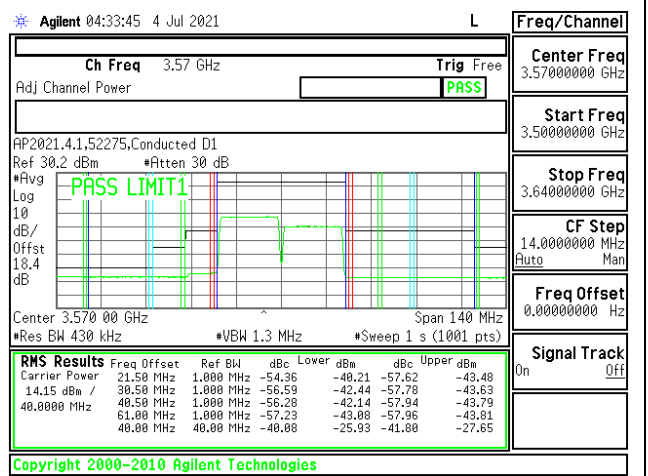 Agilent 04:33:45 4 Jul 2021 L
Freq/Channel
Ch Freq 3.57 GHz Trig Free
Adj Channel Power PASS
Center Freq
3.57000000 GHz
Start Freq
3.50000000 GHz
Stop Freq
3.64000000 GHz
CF Step
14.0000000 MHz
Auto Man
Freq Offset
0.00000000 Hz
Signal Track
On Off
AP2021.4.1,52275,Conducted D1
Ref 30.2 dBm #Atten 30 dB
#Avg
Log
10
dB/
Offst
18.4
dB
PASS LIMIT1
Center 3.570 00 GHz Span 140 MHz
#Res BW 430 kHz #VBW 1.3 MHz #Sweep 1 s (1001 pts)
RMS Results Freq Offset Ref BW dBc Lower dBm dBc Upper dBm
Carrier Power 21.50 MHz 1.000 MHz -54.36 -40.21 -57.62 -43.48
14.15 dBm / 30.50 MHz 1.000 MHz -56.59 -42.44 -57.78 -43.63
40.0000 MHz 40.50 MHz 1.000 MHz -56.28 -42.14 -57.94 -43.79
61.00 MHz 1.000 MHz -57.23 -43.08 -57.96 -43.81
40.00 MHz 40.00 MHz -40.08 -25.93 -41.80 -27.65
Copyright 2000-2010 Agilent Technologies